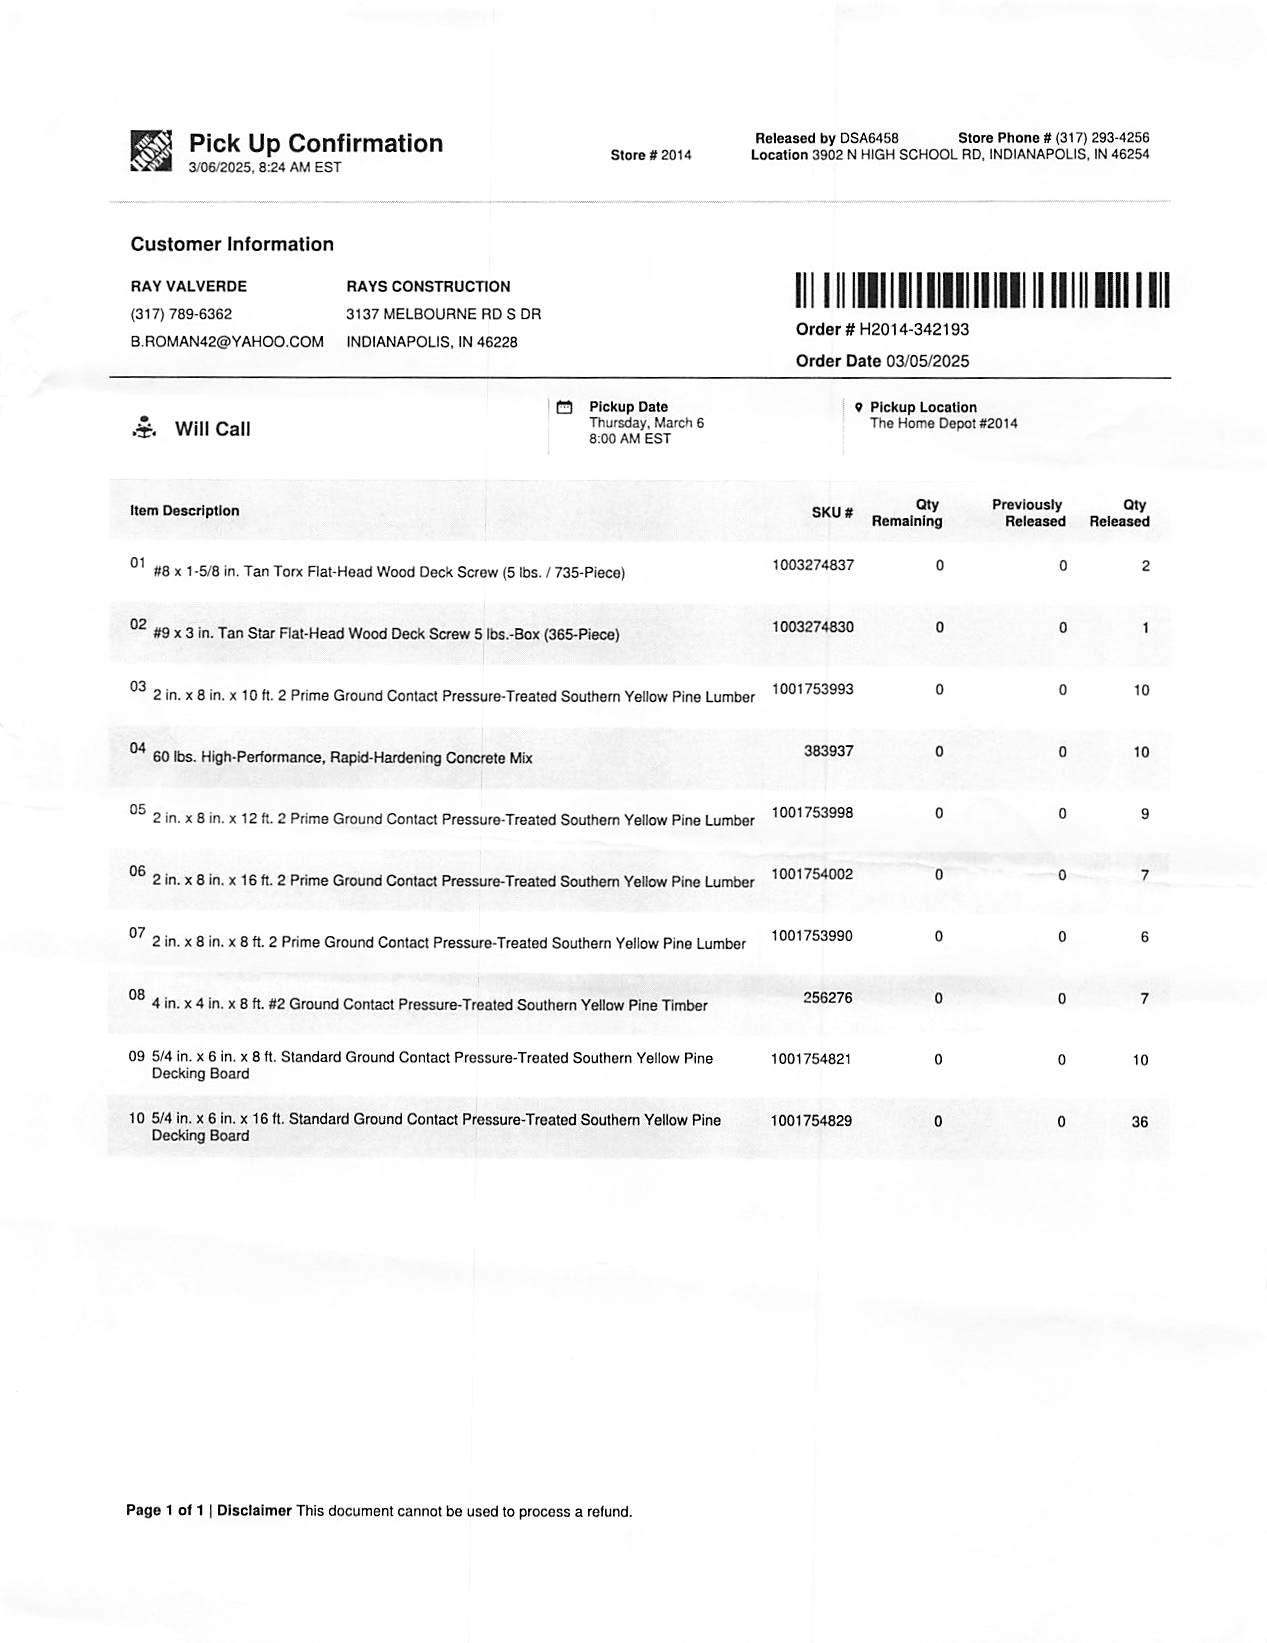 THE HOME DEPOT
Pick Up Confirmation
3/06/2025, 8:24 AM EST
Store # 2014
Released by DSA6458 Store Phone # (317) 293-4256
Location 3902 N HIGH SCHOOL RD, INDIANAPOLIS, IN 46254
Customer Information
RAY VALVERDE
(317) 789-6362
B.ROMAN42@YAHOO.COM
RAYS CONSTRUCTION
3137 MELBOURNE RD S DR
INDIANAPOLIS, IN 46228
Order # H2014-342193
Order Date 03/05/2025
Will Call
Pickup Date
Thursday, March 6
8:00 AM EST
Pickup Location
The Home Depot #2014
Item Description SKU # Qty Remaining Previously Released Qty Released
01 #8 x 1-5/8 in. Tan Torx Flat-Head Wood Deck Screw (5 lbs. / 735-Piece) 1003274837 0 0 2
02 #9 x 3 in. Tan Star Flat-Head Wood Deck Screw 5 lbs.-Box (365-Piece) 1003274830 0 0 1
03 2 in. x 8 in. x 10 ft. 2 Prime Ground Contact Pressure-Treated Southern Yellow Pine Lumber 1001753993 0 0 10
04 60 lbs. High-Performance, Rapid-Hardening Concrete Mix 383937 0 0 10
05 2 in. x 8 in. x 12 ft. 2 Prime Ground Contact Pressure-Treated Southern Yellow Pine Lumber 1001753998 0 0 9
06 2 in. x 8 in. x 16 ft. 2 Prime Ground Contact Pressure-Treated Southern Yellow Pine Lumber 1001754002 0 0 7
07 2 in. x 8 in. x 8 ft. 2 Prime Ground Contact Pressure-Treated Southern Yellow Pine Lumber 1001753990 0 0 6
08 4 in. x 4 in. x 8 ft. #2 Ground Contact Pressure-Treated Southern Yellow Pine Timber 256276 0 0 7
09 5/4 in. x 6 in. x 8 ft. Standard Ground Contact Pressure-Treated Southern Yellow Pine 1001754821 0 0 10
Decking Board
10 5/4 in. x 6 in. x 16 ft. Standard Ground Contact Pressure-Treated Southern Yellow Pine 1001754829 0 0 36
Decking Board
Page 1 of 1 | Disclaimer This document cannot be used to process a refund.